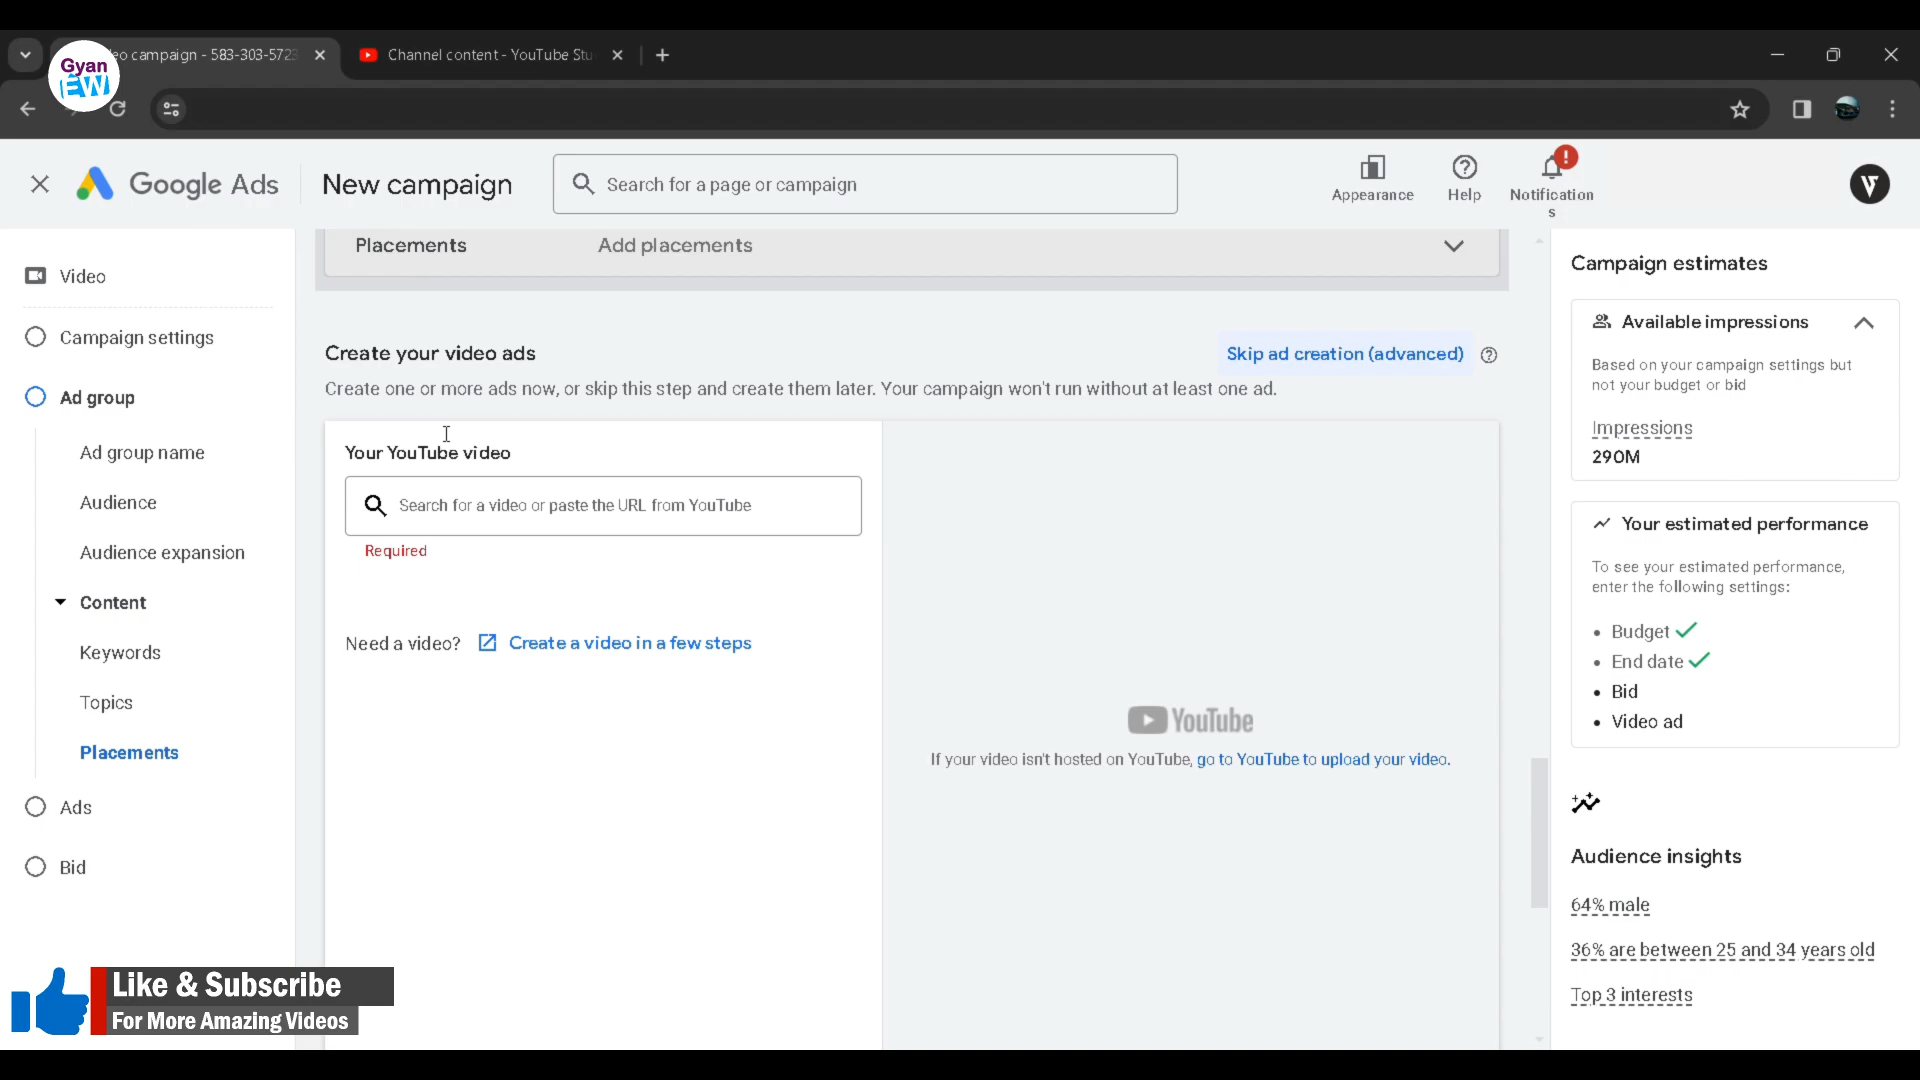 Gyan
EW
eo campaign - 583-303-5723
Channel content - YouTube Stu
Google Ads
New campaign
Search for a page or campaign
Appearance
Help
Notification
s
!
Video
Campaign settings
Ad group
Ad group name
Audience
Audience expansion
Content
Keywords
Topics
Placements
Ads
Bid
Placements
Add placements
Create your video ads
Skip ad creation (advanced)
Create one or more ads now, or skip this step and create them later. Your campaign won't run without at least one ad.
Your YouTube video
Search for a video or paste the URL from YouTube
Required
Need a video?
Create a video in a few steps
YouTube
If your video isn't hosted on YouTube, go to YouTube to upload your video.
Campaign estimates
Available impressions
Based on your campaign settings but
not your budget or bid
Impressions
290M
Your estimated performance
To see your estimated performance,
enter the following settings:
• Budget
• End date
• Bid
• Video ad
Audience insights
64% male
36% are between 25 and 34 years old
Top 3 interests
Like & Subscribe
For More Amazing Videos